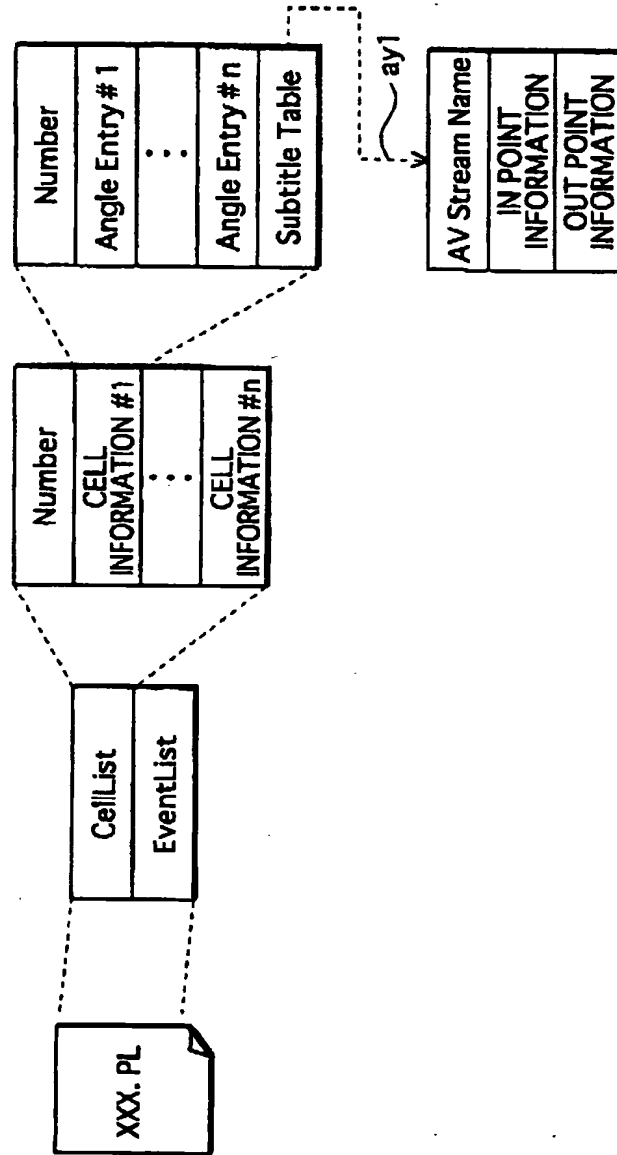 XXX. PL
CellList
EventList
Number
CELL
INFORMATION #1
...
CELL
INFORMATION #n
Number
Angle Entry#1
...
Angle Entry#n
Subtitle Table
ay1
AV Stream Name
IN POINT
INFORMATION
OUT POINT
INFORMATION